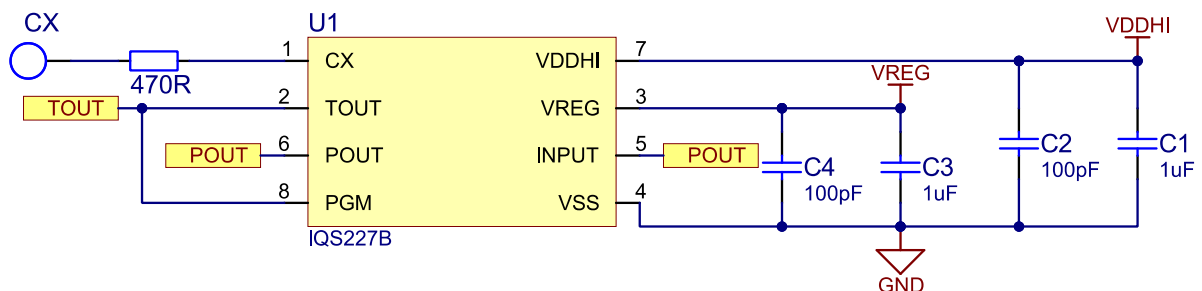 CX
U1
VDDHI
1
CX
VDDHI
7
470R
VREG
TOUT
2
TOUT
VREG
3
POUT
6
POUT
INPUT
5
POUT
C4
100pF
C3
1uF
C2
100pF
C1
1uF
8
PGM
VSS
4
IQS227B
GND